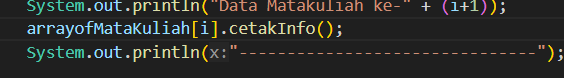 System.out.println("Data Matakuliah ke-" + (i+1));
arrayofMataKuliah[i].cetakInfo();
System.out.println(x:"--------------------------------");